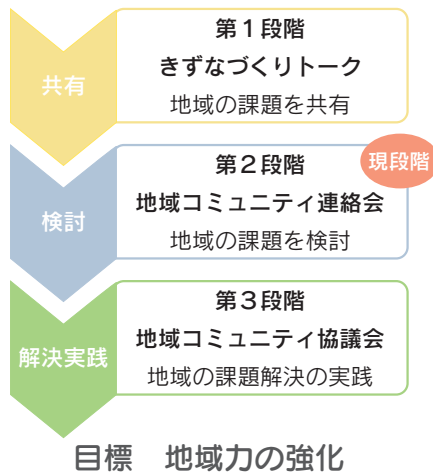 共有
第１段階
きずなづくりトーク
地域の課題を共有
現段階
検討
第２段階
地域コミュニティ連絡会
地域の課題を検討
解決実践
第３段階
地域コミュニティ協議会
地域の課題解決の実践
目標　地域力の強化